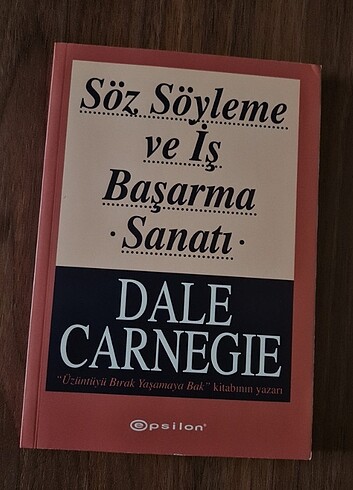 Söz Söyleme
ve İş
Başarma
· Sanatı ·
DALE
CARNEGIE
"Üzüntüyü Bırak Yaşamaya Bak" kitabının yazarı
epsilon®